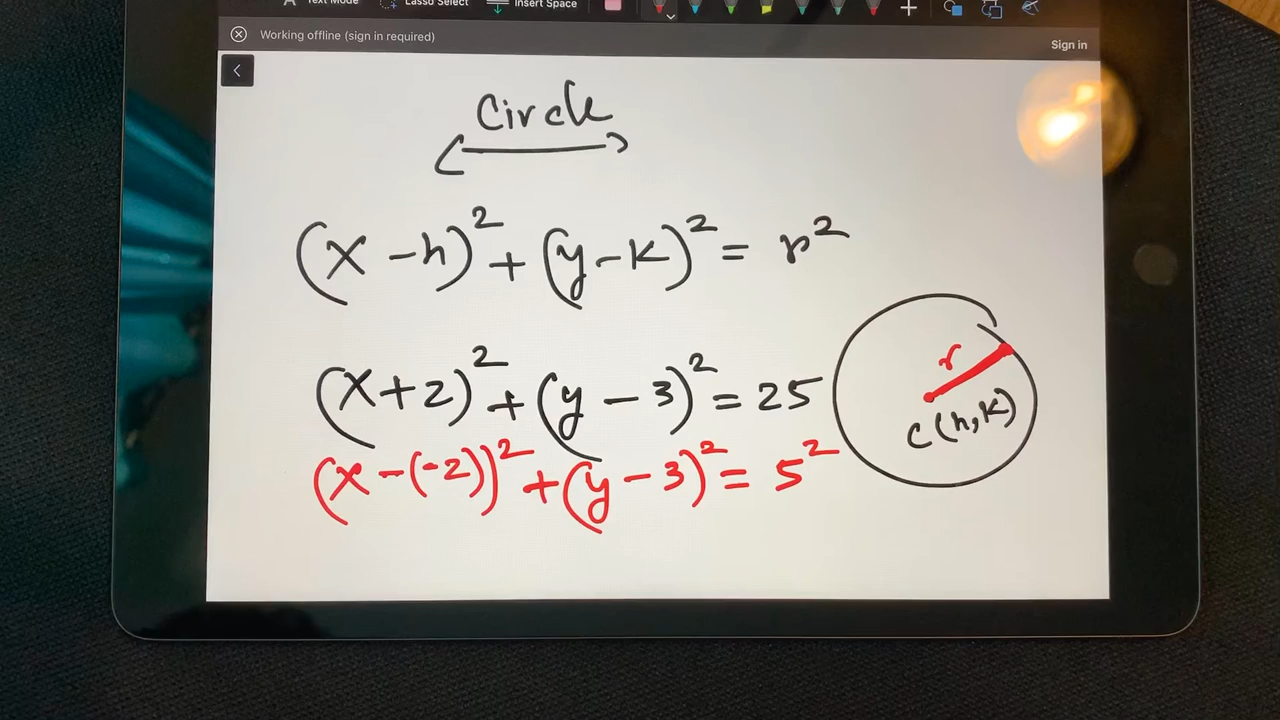 Text Mode Lasso Select Insert Space
Working offline (sign in required)
Sign in
Circle
(x - h)² + (y - k)² = r²
(x + 2)² + (y - 3)² = 25
r
C(h, k)
(x - (-2))² + (y - 3)² = 5²